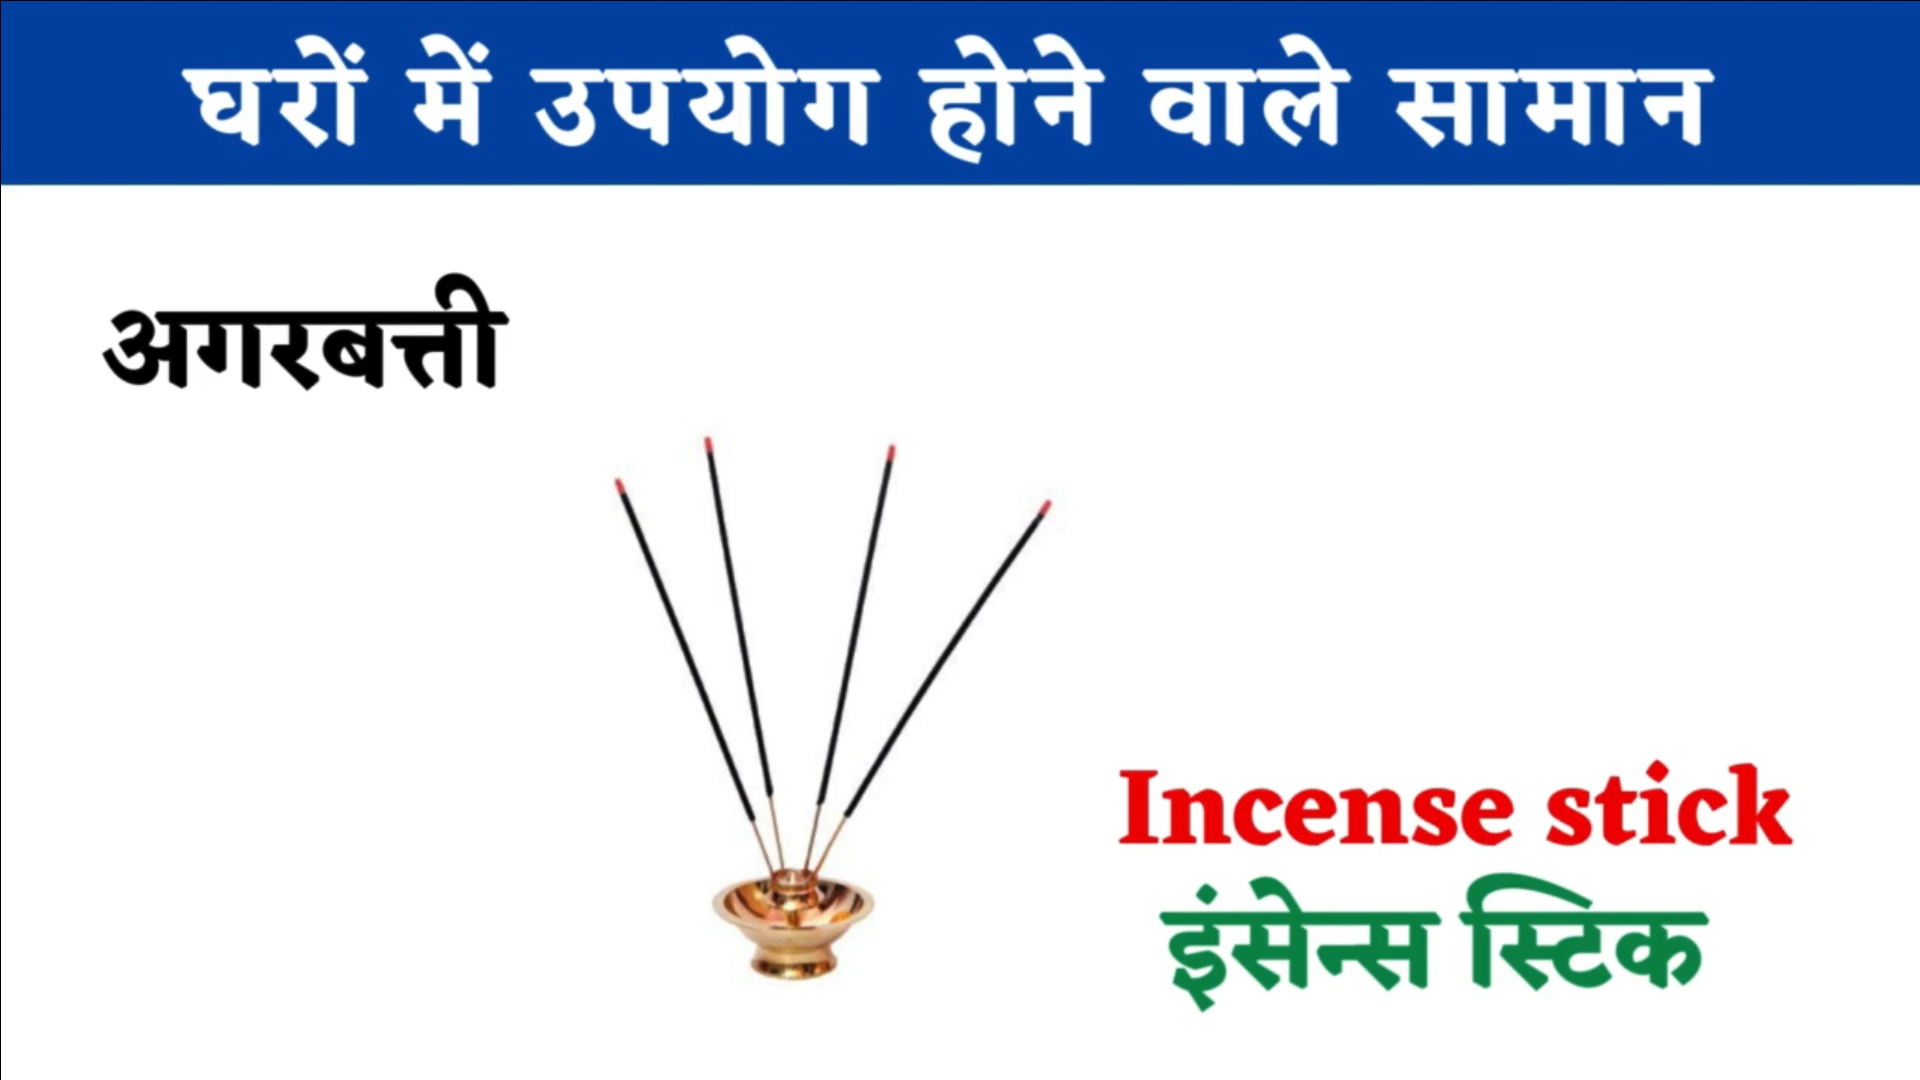 घरों में उपयोग होने वाले सामान
अगरबत्ती
Incense stick
इंसेन्स स्टिक